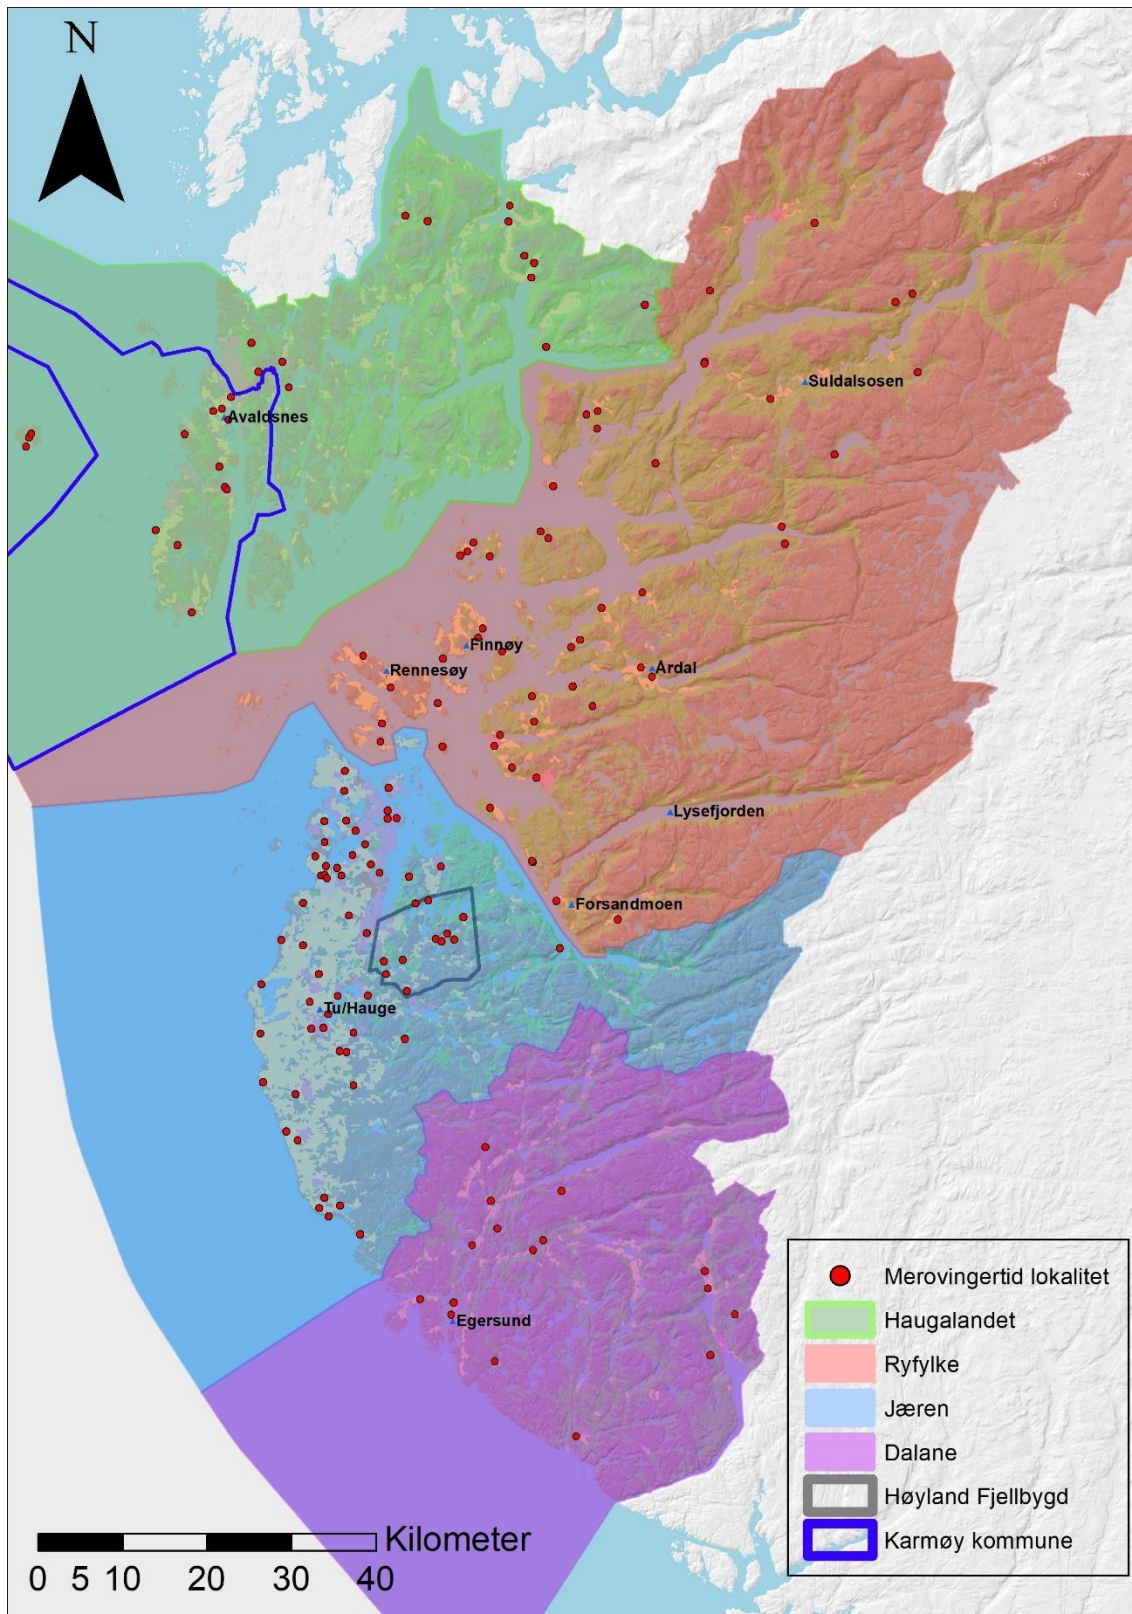 N
Suldalsosen
Avaldsnes
Finnøy
Rennesøy
Årdal
Lysefjorden
Forsandmoen
Tu/Hauge
Egersund
Merovingertid lokalitet
Haugalandet
Ryfylke
Jæren
Dalane
Høyland Fjellbygd
Karmøy kommune
Kilometer
0 5 10 20 30 40